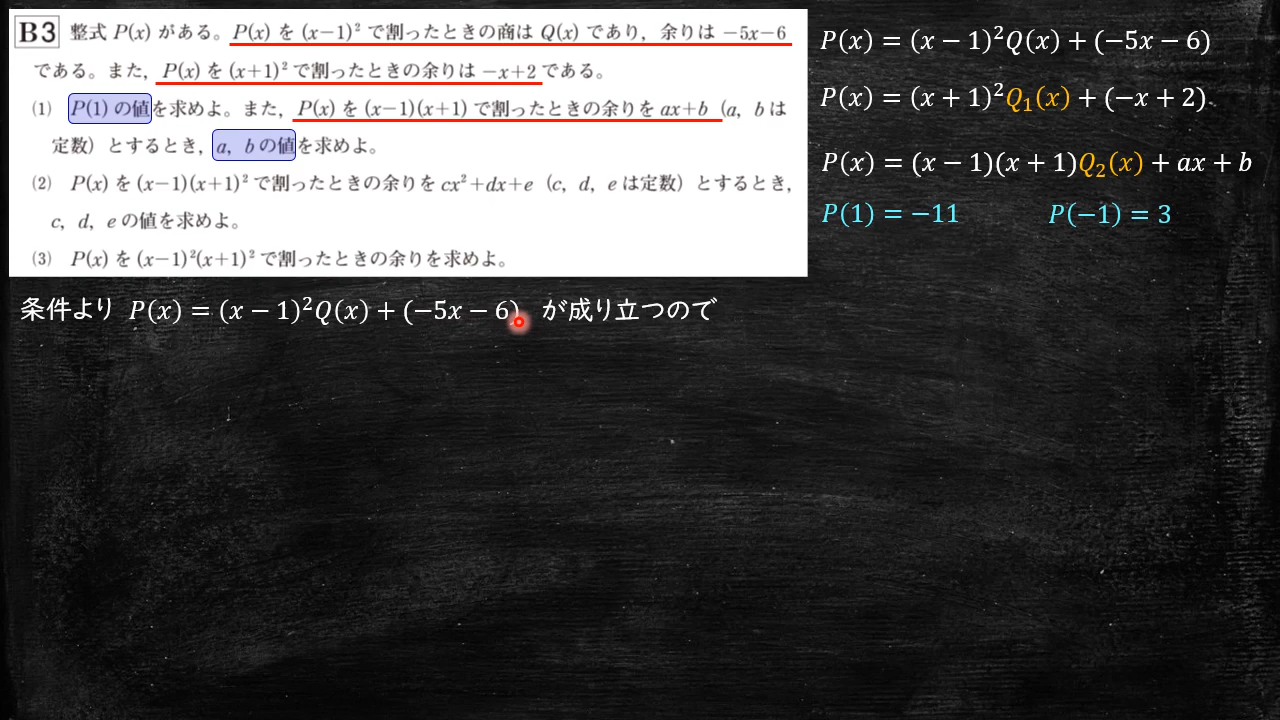 B3 整式 P(x) がある。P(x) を (x−1)² で割ったときの商は Q(x) であり，余りは −5x−6
である。また，P(x) を (x+1)² で割ったときの余りは −x+2 である。
(1) P(1) の値を求めよ。また，P(x) を (x−1)(x+1) で割ったときの余りを ax+b (a，b は
定数) とするとき，a，b の値を求めよ。
(2) P(x) を (x−1)(x+1)² で割ったときの余りを cx²+dx+e (c，d，e は定数) とするとき，
c，d，e の値を求めよ。
(3) P(x) を (x−1)²(x+1)² で割ったときの余りを求めよ。
P(x) = (x − 1)²Q(x) + (−5x − 6)
P(x) = (x + 1)²Q₁(x) + (−x + 2)
P(x) = (x − 1)(x + 1)Q₂(x) + ax + b
P(1) = −11 P(−1) = 3
条件より P(x) = (x − 1)²Q(x) + (−5x − 6) が成り立つので